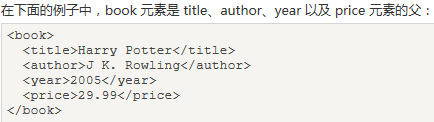 在下面的例子中，book 元素是 title、author、year 以及 price 元素的父：
<book>
  <title>Harry Potter</title>
  <author>J K. Rowling</author>
  <year>2005</year>
  <price>29.99</price>
</book>